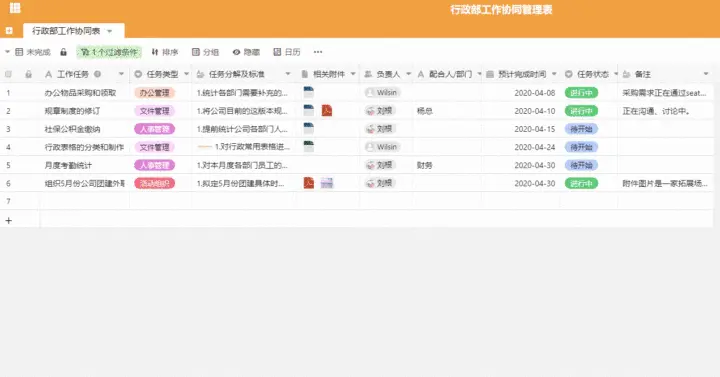 行政部工作协同管理表
行政部工作协同表
未完成 1个过滤条件 排序 分组 隐藏 日历 ...
工作任务 任务类型 任务分解及标准 相关附件 负责人 配合人/部门 预计完成时间 任务状态 备注
1 办公物品采购和领取 办公管理 1.统计各部门需要补充的... Wilsin 2020-04-08 进行中 采购需求正在通过seat...
2 规章制度的修订 文件管理 1.将公司目前的这版本规... 刘根 杨总 2020-04-10 进行中 正在沟通、讨论中。
3 社保公积金缴纳 人事管理 1.提前统计公司各部门人... 刘根 2020-04-15 待开始
4 行政表格的分类和制作 文件管理 1.对行政常用表格进... Wilsin 2020-04-24 待开始
5 月度考勤统计 人事管理 1.对本月度各部门员工的... 刘根 财务 2020-04-30 待开始
6 组织5月份公司团建外联 活动组织 1.拟定5月份团建具体时... 刘根 2020-04-30 进行中 附件图片是一家拓展场...
7